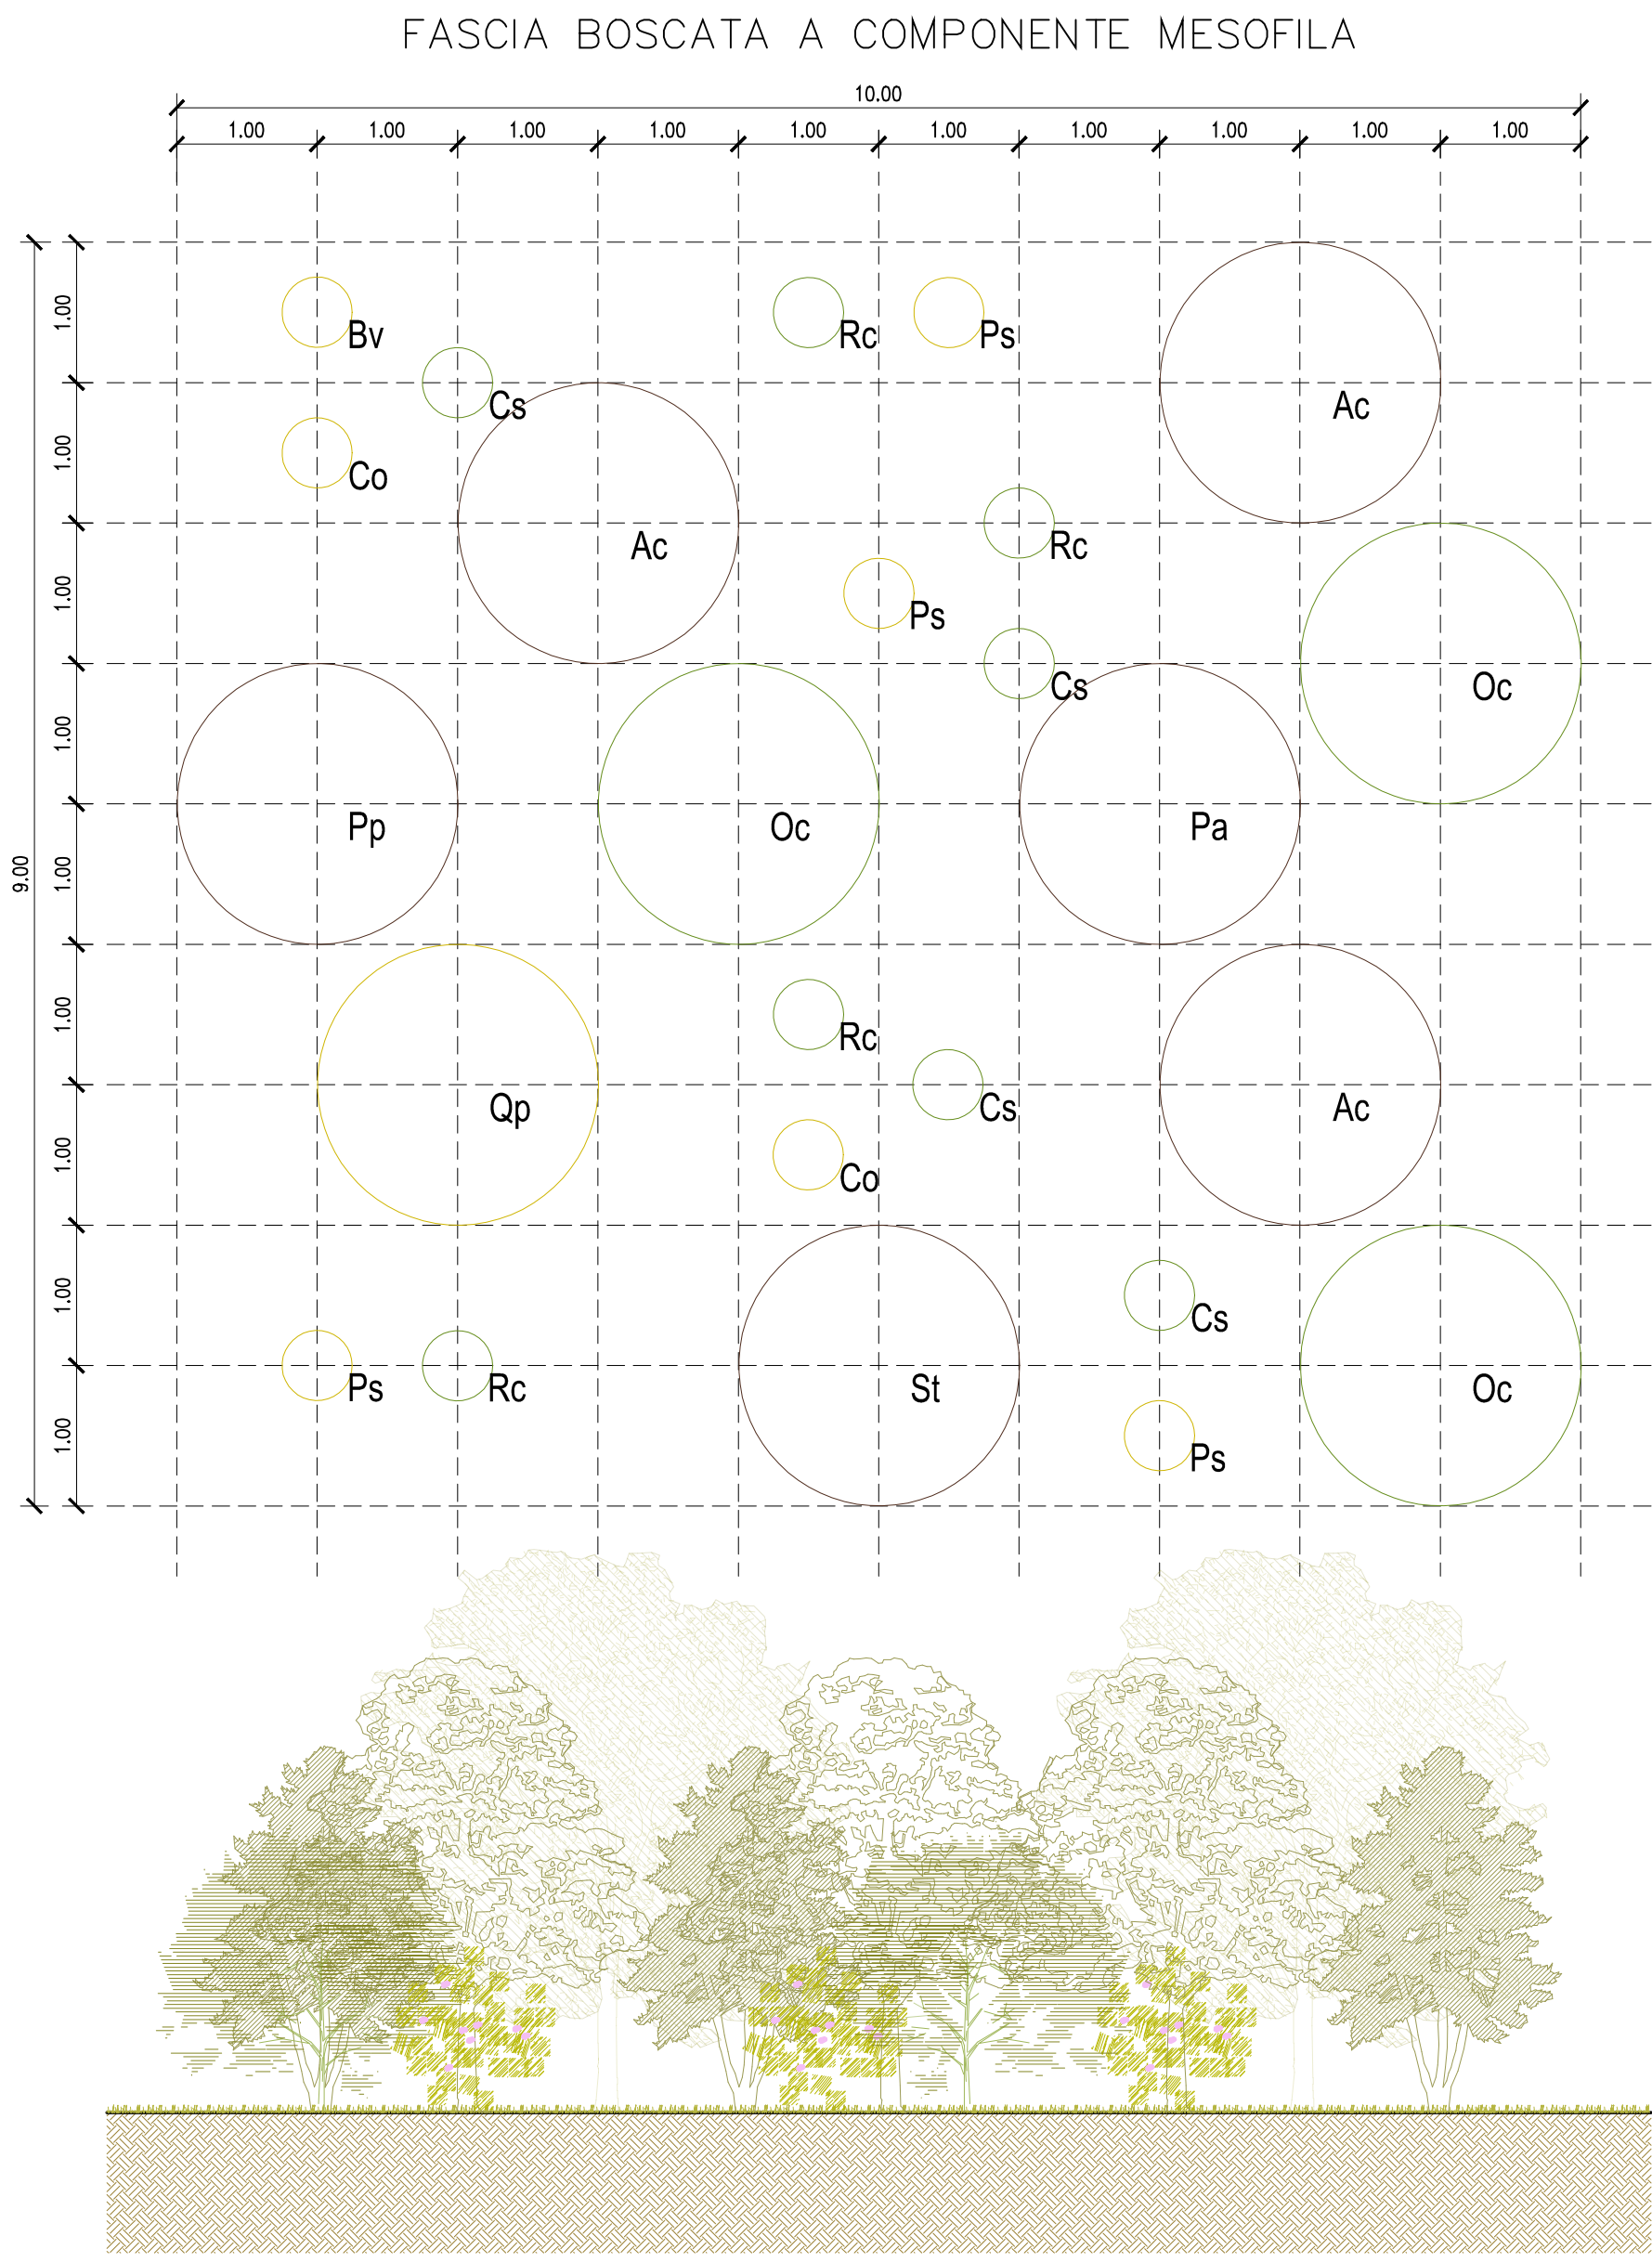 FASCIA BOSCATA A COMPONENTE MESOFILA
10.00
1.00 1.00 1.00 1.00 1.00 1.00 1.00 1.00 1.00 1.00
9.00
1.00
1.00
1.00
1.00
1.00
1.00
1.00
1.00
1.00
Bv Rc Ps
Cs Ac
Co
Ac Rc
Ps
Cs Oc
Pp Oc Pa
Rc
Qp Cs Ac
Co
Cs
Ps Rc St Oc
Ps